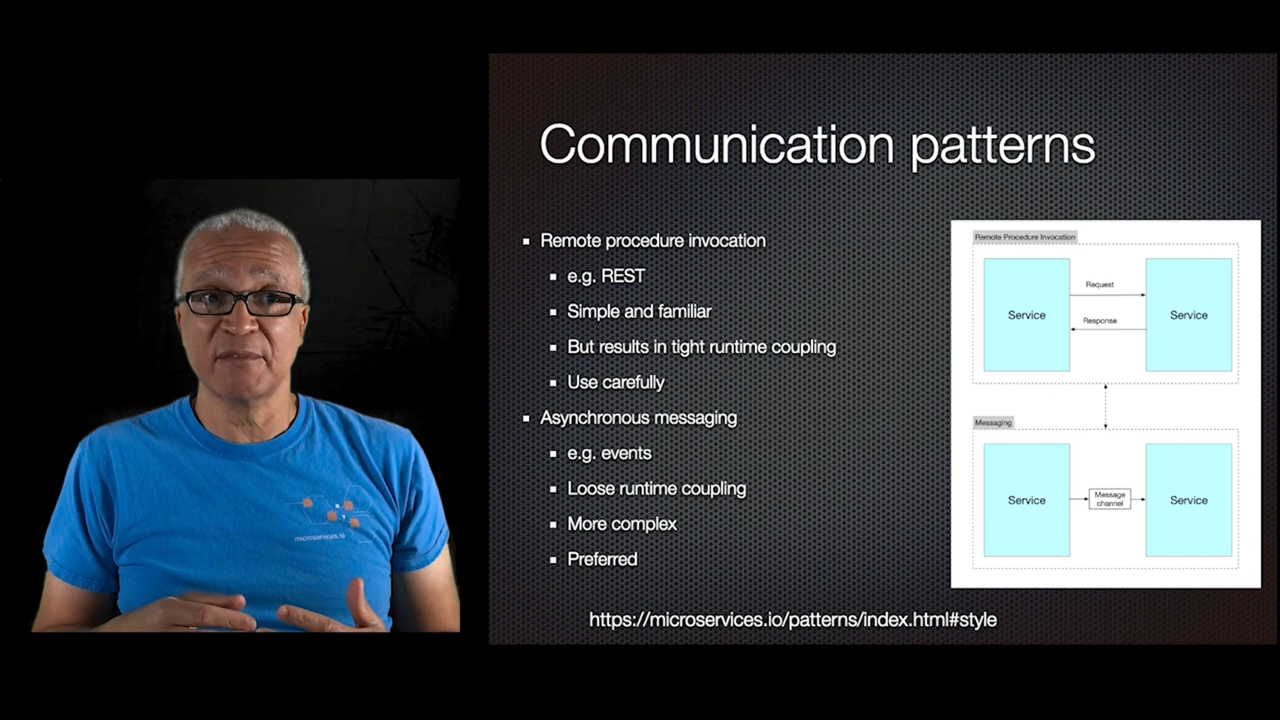 Communication patterns
Remote procedure invocation
e.g. REST
Simple and familiar
But results in tight runtime coupling
Use carefully
Asynchronous messaging
e.g. events
Loose runtime coupling
More complex
Preferred
https://microservices.io/patterns/index.html#style
Remote Procedure Invocation
Service
Request
Response
Service
Messaging
Service
Message
channel
Service
microservices.io